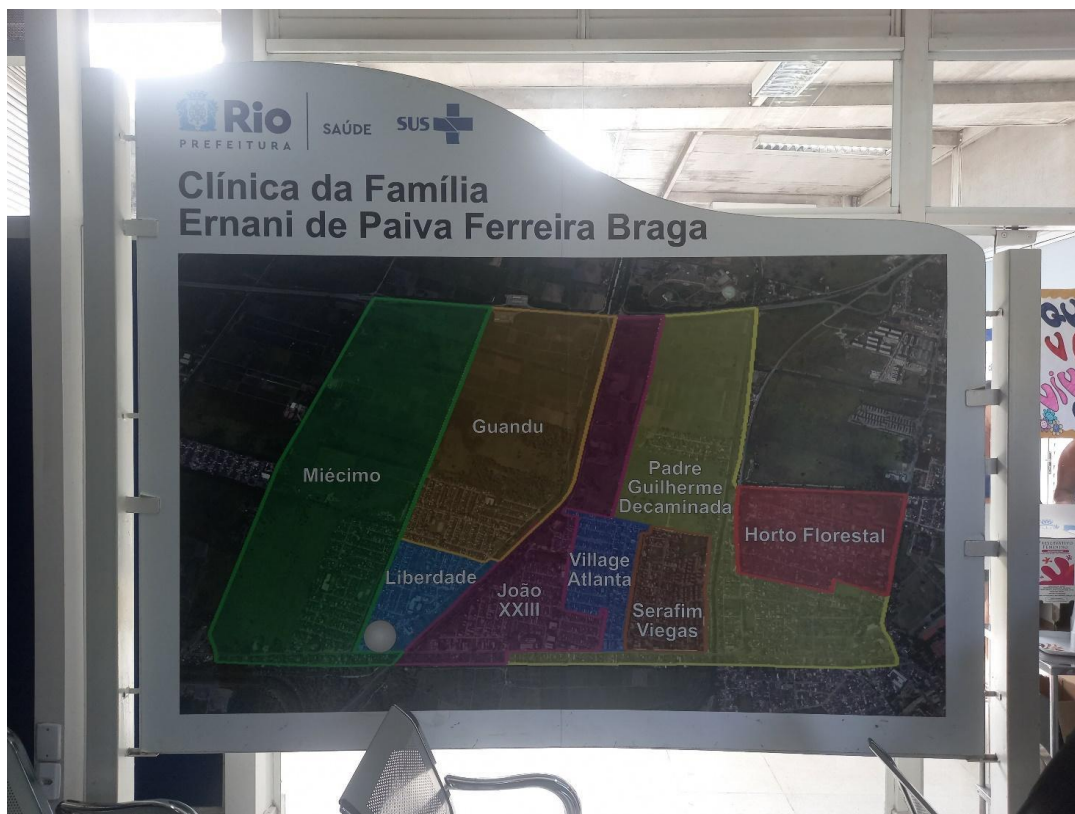 Rio
PREFEITURA
SAÚDE
SUS
Clínica da Família
Ernani de Paiva Ferreira Braga
Guandu
Miécimo
Padre
Guilherme
Decaminada
Horto Florestal
Liberdade
João
XXIII
Village
Atlanta
Serafim
Viegas